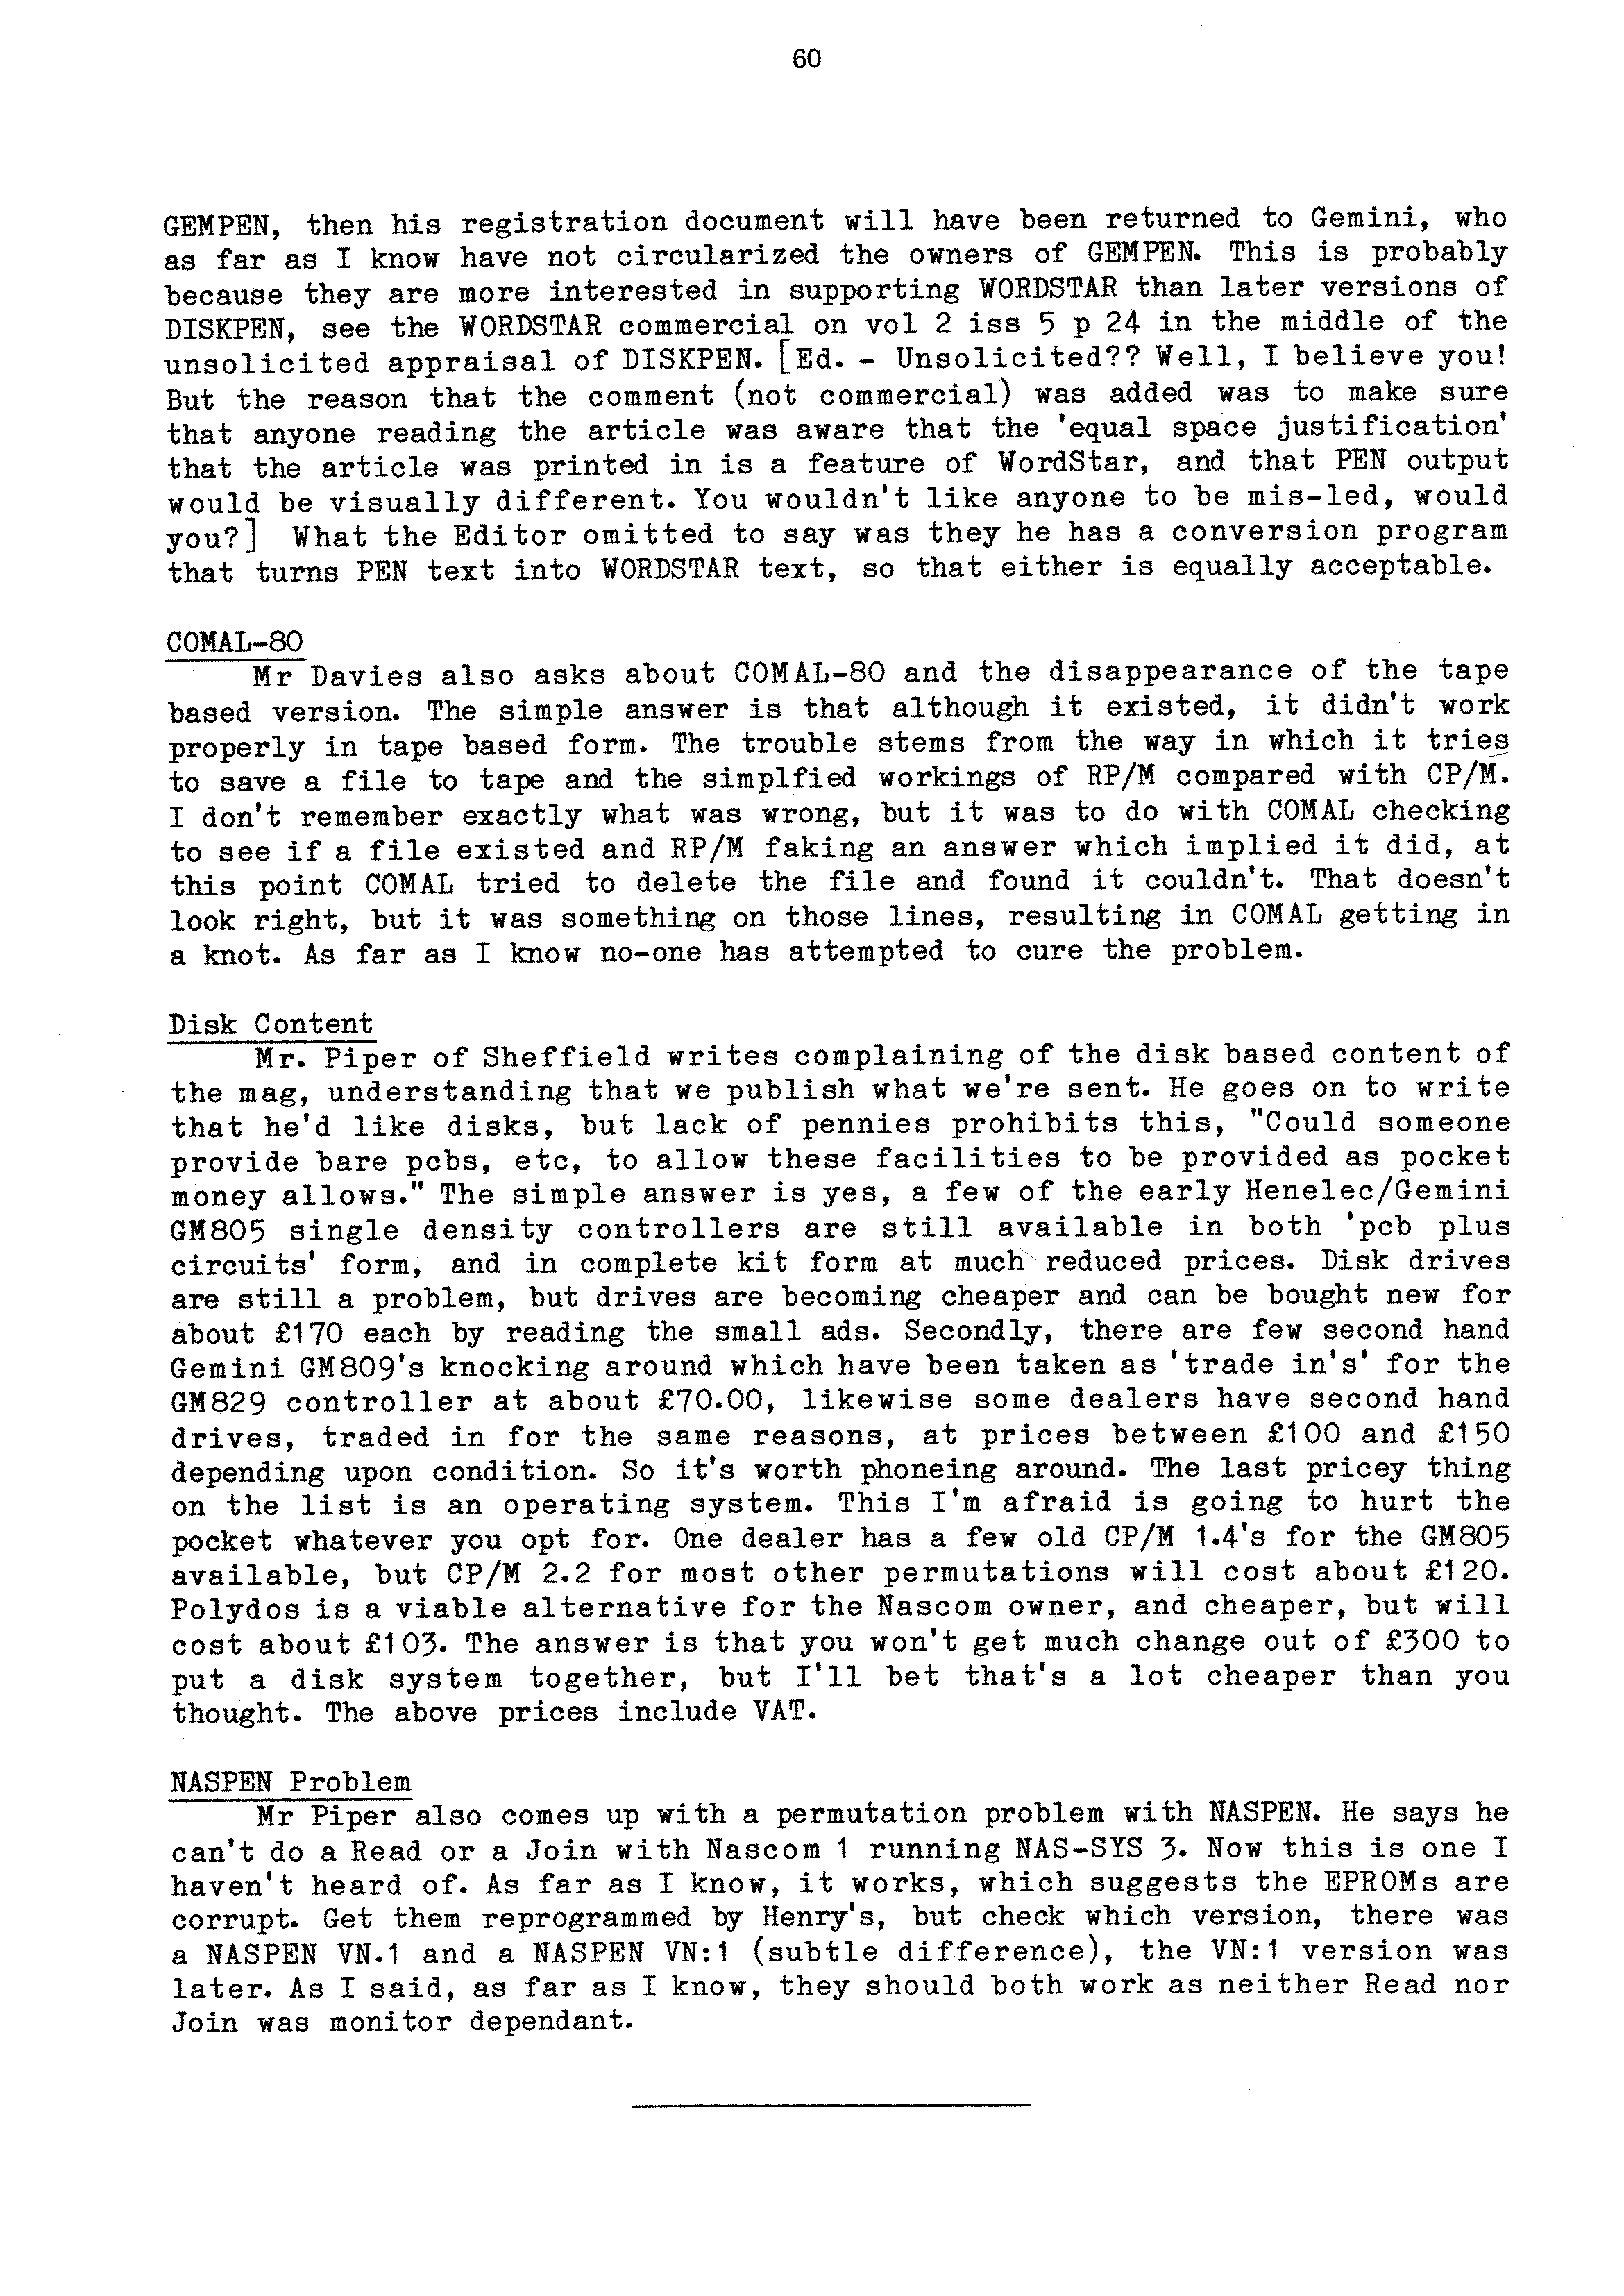 60
GEMPEN, then his registration document will have been returned to Gemini, who
as far as I know have not circularized the owners of GEMPEN. This is probably
because they are more interested in supporting WORDSTAR than later versions of
DISKPEN, see the WORDSTAR commercial on vol 2 iss 5 p 24 in the middle of the
unsolicited appraisal of DISKPEN. [Ed. - Unsolicited?? Well, I believe you!
But the reason that the comment (not commercial) was added was to make sure
that anyone reading the article was aware that the 'equal space justification'
that the article was printed in is a feature of WordStar, and that PEN output
would be visually different. You wouldn't like anyone to be mis-led, would
you?] What the Editor omitted to say was they he has a conversion program
that turns PEN text into WORDSTAR text, so that either is equally acceptable.
COMAL-80
Mr Davies also asks about COMAL-80 and the disappearance of the tape
based version. The simple answer is that although it existed, it didn't work
properly in tape based form. The trouble stems from the way in which it tries
to save a file to tape and the simplfied workings of RP/M compared with CP/M.
I don't remember exactly what was wrong, but it was to do with COMAL checking
to see if a file existed and RP/M faking an answer which implied it did, at
this point COMAL tried to delete the file and found it couldn't. That doesn't
look right, but it was something on those lines, resulting in COMAL getting in
a knot. As far as I know no-one has attempted to cure the problem.
Disk Content
Mr. Piper of Sheffield writes complaining of the disk based content of
the mag, understanding that we publish what we're sent. He goes on to write
that he'd like disks, but lack of pennies prohibits this, "Could someone
provide bare pcbs, etc, to allow these facilities to be provided as pocket
money allows." The simple answer is yes, a few of the early Henelec/Gemini
GM805 single density controllers are still available in both 'pcb plus
circuits' form, and in complete kit form at much reduced prices. Disk drives
are still a problem, but drives are becoming cheaper and can be bought new for
about £170 each by reading the small ads. Secondly, there are few second hand
Gemini GM809's knocking around which have been taken as 'trade in's' for the
GM829 controller at about £70.00, likewise some dealers have second hand
drives, traded in for the same reasons, at prices between £100 and £150
depending upon condition. So it's worth phoneing around. The last pricey thing
on the list is an operating system. This I'm afraid is going to hurt the
pocket whatever you opt for. One dealer has a few old CP/M 1.4's for the GM805
available, but CP/M 2.2 for most other permutations will cost about £120.
Polydos is a viable alternative for the Nascom owner, and cheaper, but will
cost about £103. The answer is that you won't get much change out of £300 to
put a disk system together, but I'll bet that's a lot cheaper than you
thought. The above prices include VAT.
NASPEN Problem
Mr Piper also comes up with a permutation problem with NASPEN. He says he
can't do a Read or a Join with Nascom 1 running NAS-SYS 3. Now this is one I
haven't heard of. As far as I know, it works, which suggests the EPROMs are
corrupt. Get them reprogrammed by Henry's, but check which version, there was
a NASPEN VN.1 and a NASPEN VN:1 (subtle difference), the VN:1 version was
later. As I said, as far as I know, they should both work as neither Read nor
Join was monitor dependant.